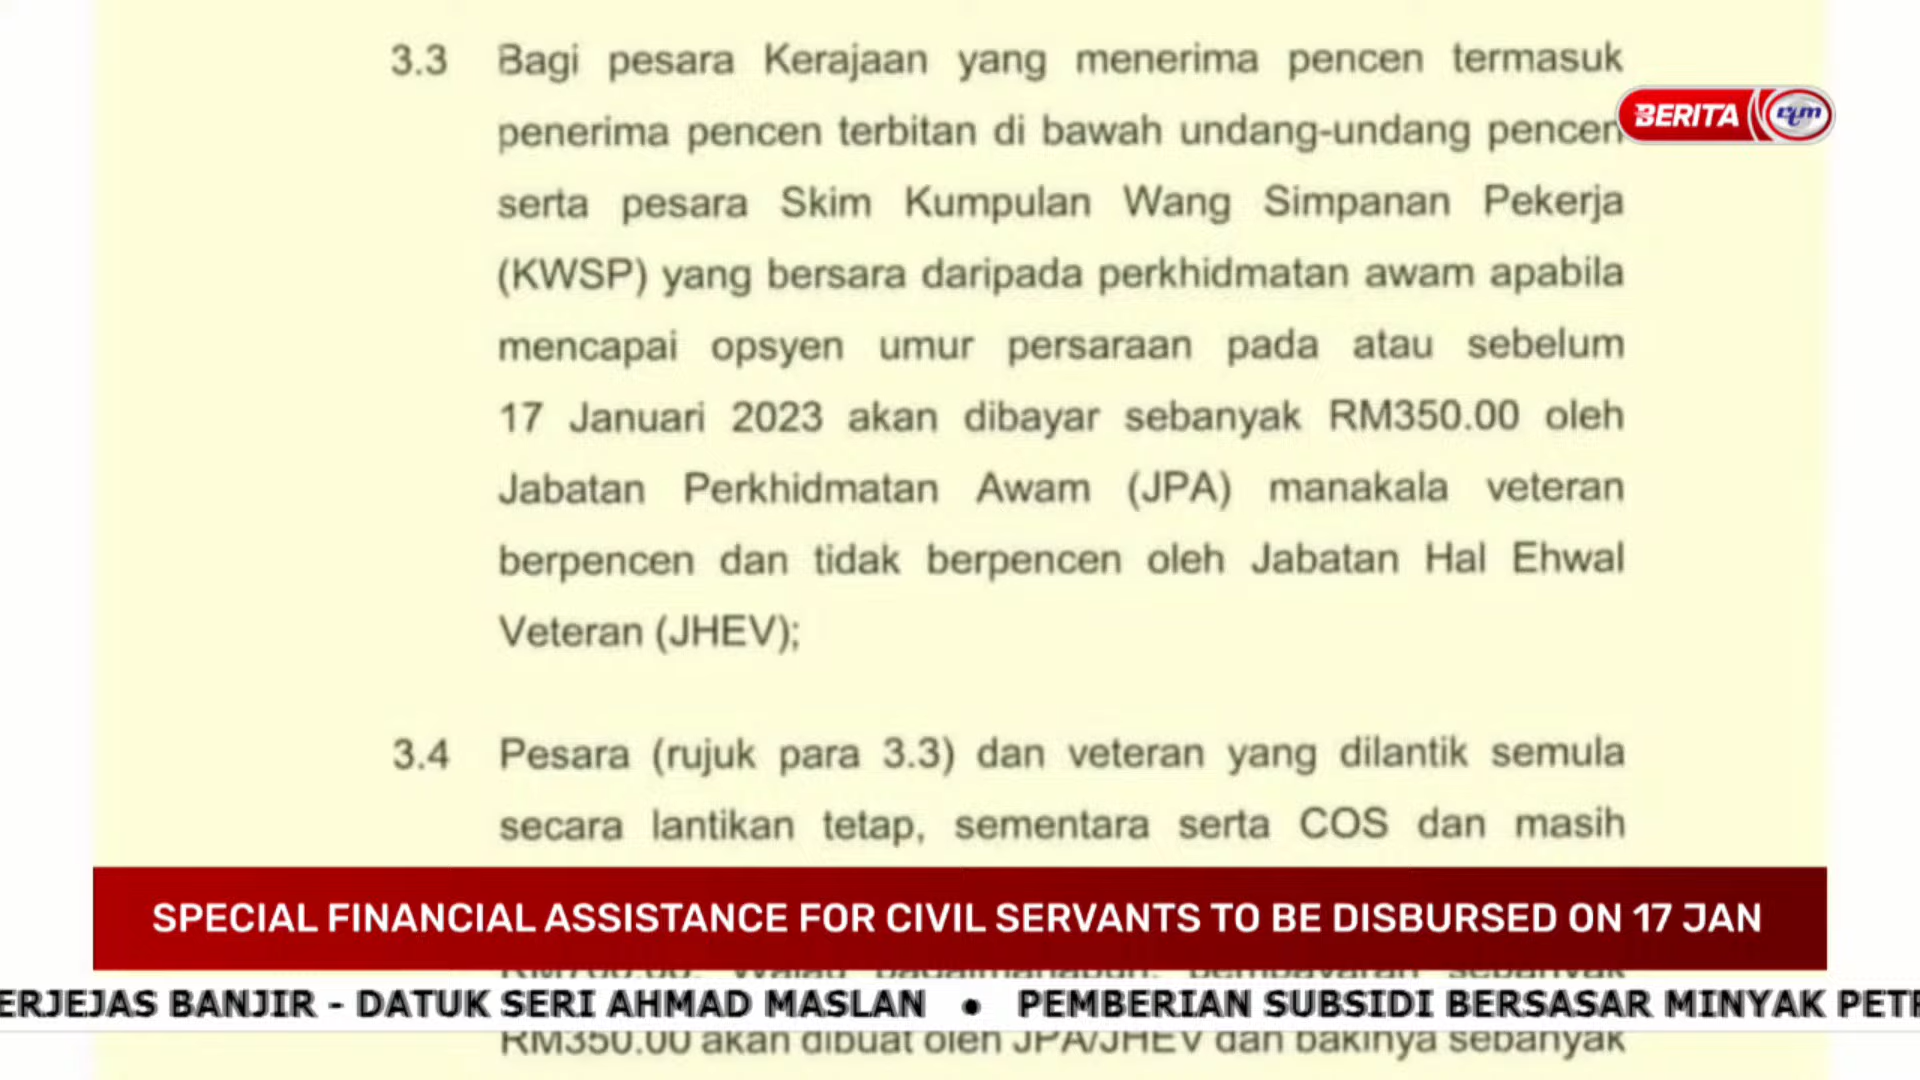 3.3 Bagi pesara Kerajaan yang menerima pencen termasuk
penerima pencen terbitan di bawah undang-undang pencen
BERITA rtm
serta pesara Skim Kumpulan Wang Simpanan Pekerja
(KWSP) yang bersara daripada perkhidmatan awam apabila
mencapai opsyen umur persaraan pada atau sebelum
17 Januari 2023 akan dibayar sebanyak RM350.00 oleh
Jabatan Perkhidmatan Awam (JPA) manakala veteran
berpencen dan tidak berpencen oleh Jabatan Hal Ehwal
Veteran (JHEV);
3.4 Pesara (rujuk para 3.3) dan veteran yang dilantik semula
secara lantikan tetap, sementara serta COS dan masih
SPECIAL FINANCIAL ASSISTANCE FOR CIVIL SERVANTS TO BE DISBURSED ON 17 JAN
ERJEJAS BANJIR - DATUK SERI AHMAD MASLAN • PEMBERIAN SUBSIDI BERSASAR MINYAK PETR
RM350.00 akan dibuat oleh JPA/JHEV dan bakinya sebanyak